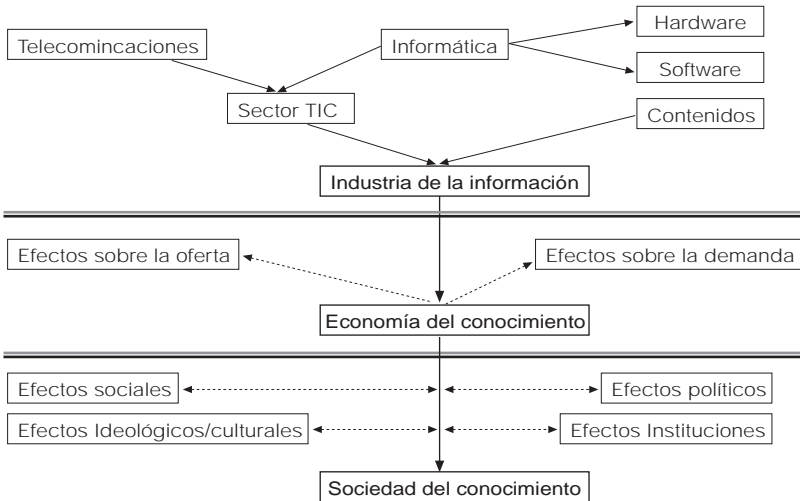 Hardware
Telecomincaciones
Informática
Software
Sector TIC
Contenidos
Industria de la información
Efectos sobre la oferta
Efectos sobre la demanda
Economía del conocimiento
Efectos sociales
Efectos políticos
Efectos Ideológicos/culturales
Efectos Instituciones
Sociedad del conocimiento